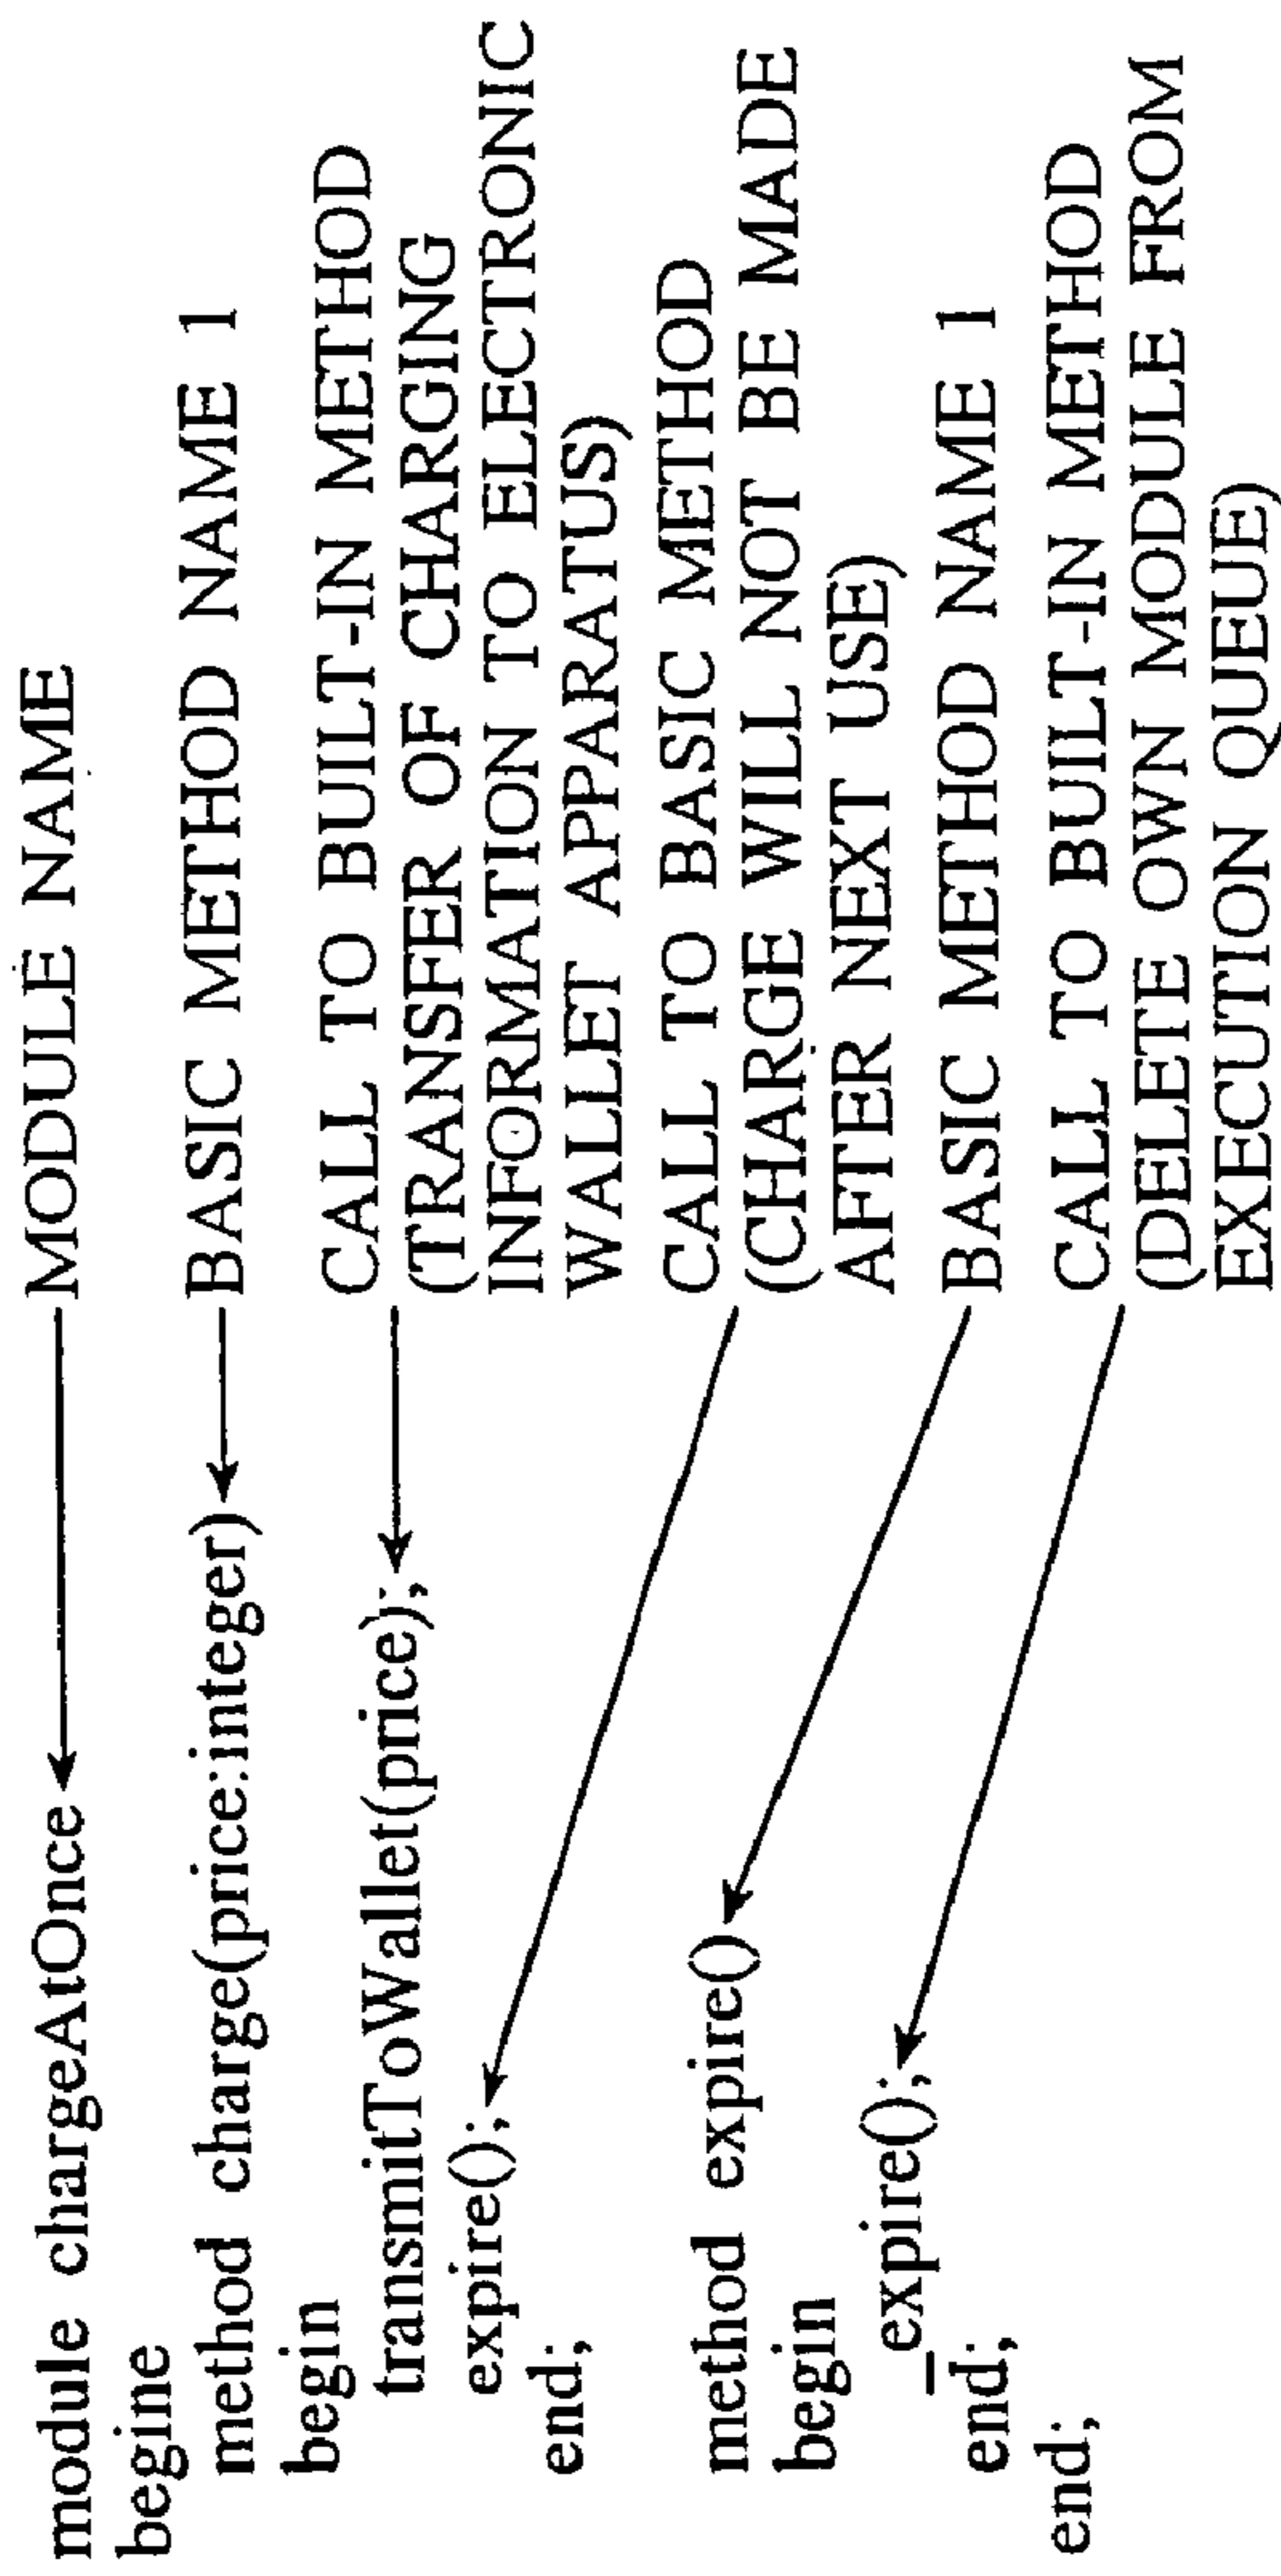 module chargeAtOnce
begine
method charge(price:integer)
begin
transmitToWallet(price);
expire();
end;
method expire()
begin
_expire();
end;
end;
MODULE NAME
BASIC METHOD NAME 1
CALL TO BUILT-IN METHOD
(TRANSFER OF CHARGING
INFORMATION TO ELECTRONIC
WALLET APPARATUS)
CALL TO BASIC METHOD
(CHARGE WILL NOT BE MADE
AFTER NEXT USE)
BASIC METHOD NAME 1
CALL TO BUILT-IN METHOD
(DELETE OWN MODULE FROM
EXECUTION QUEUE)